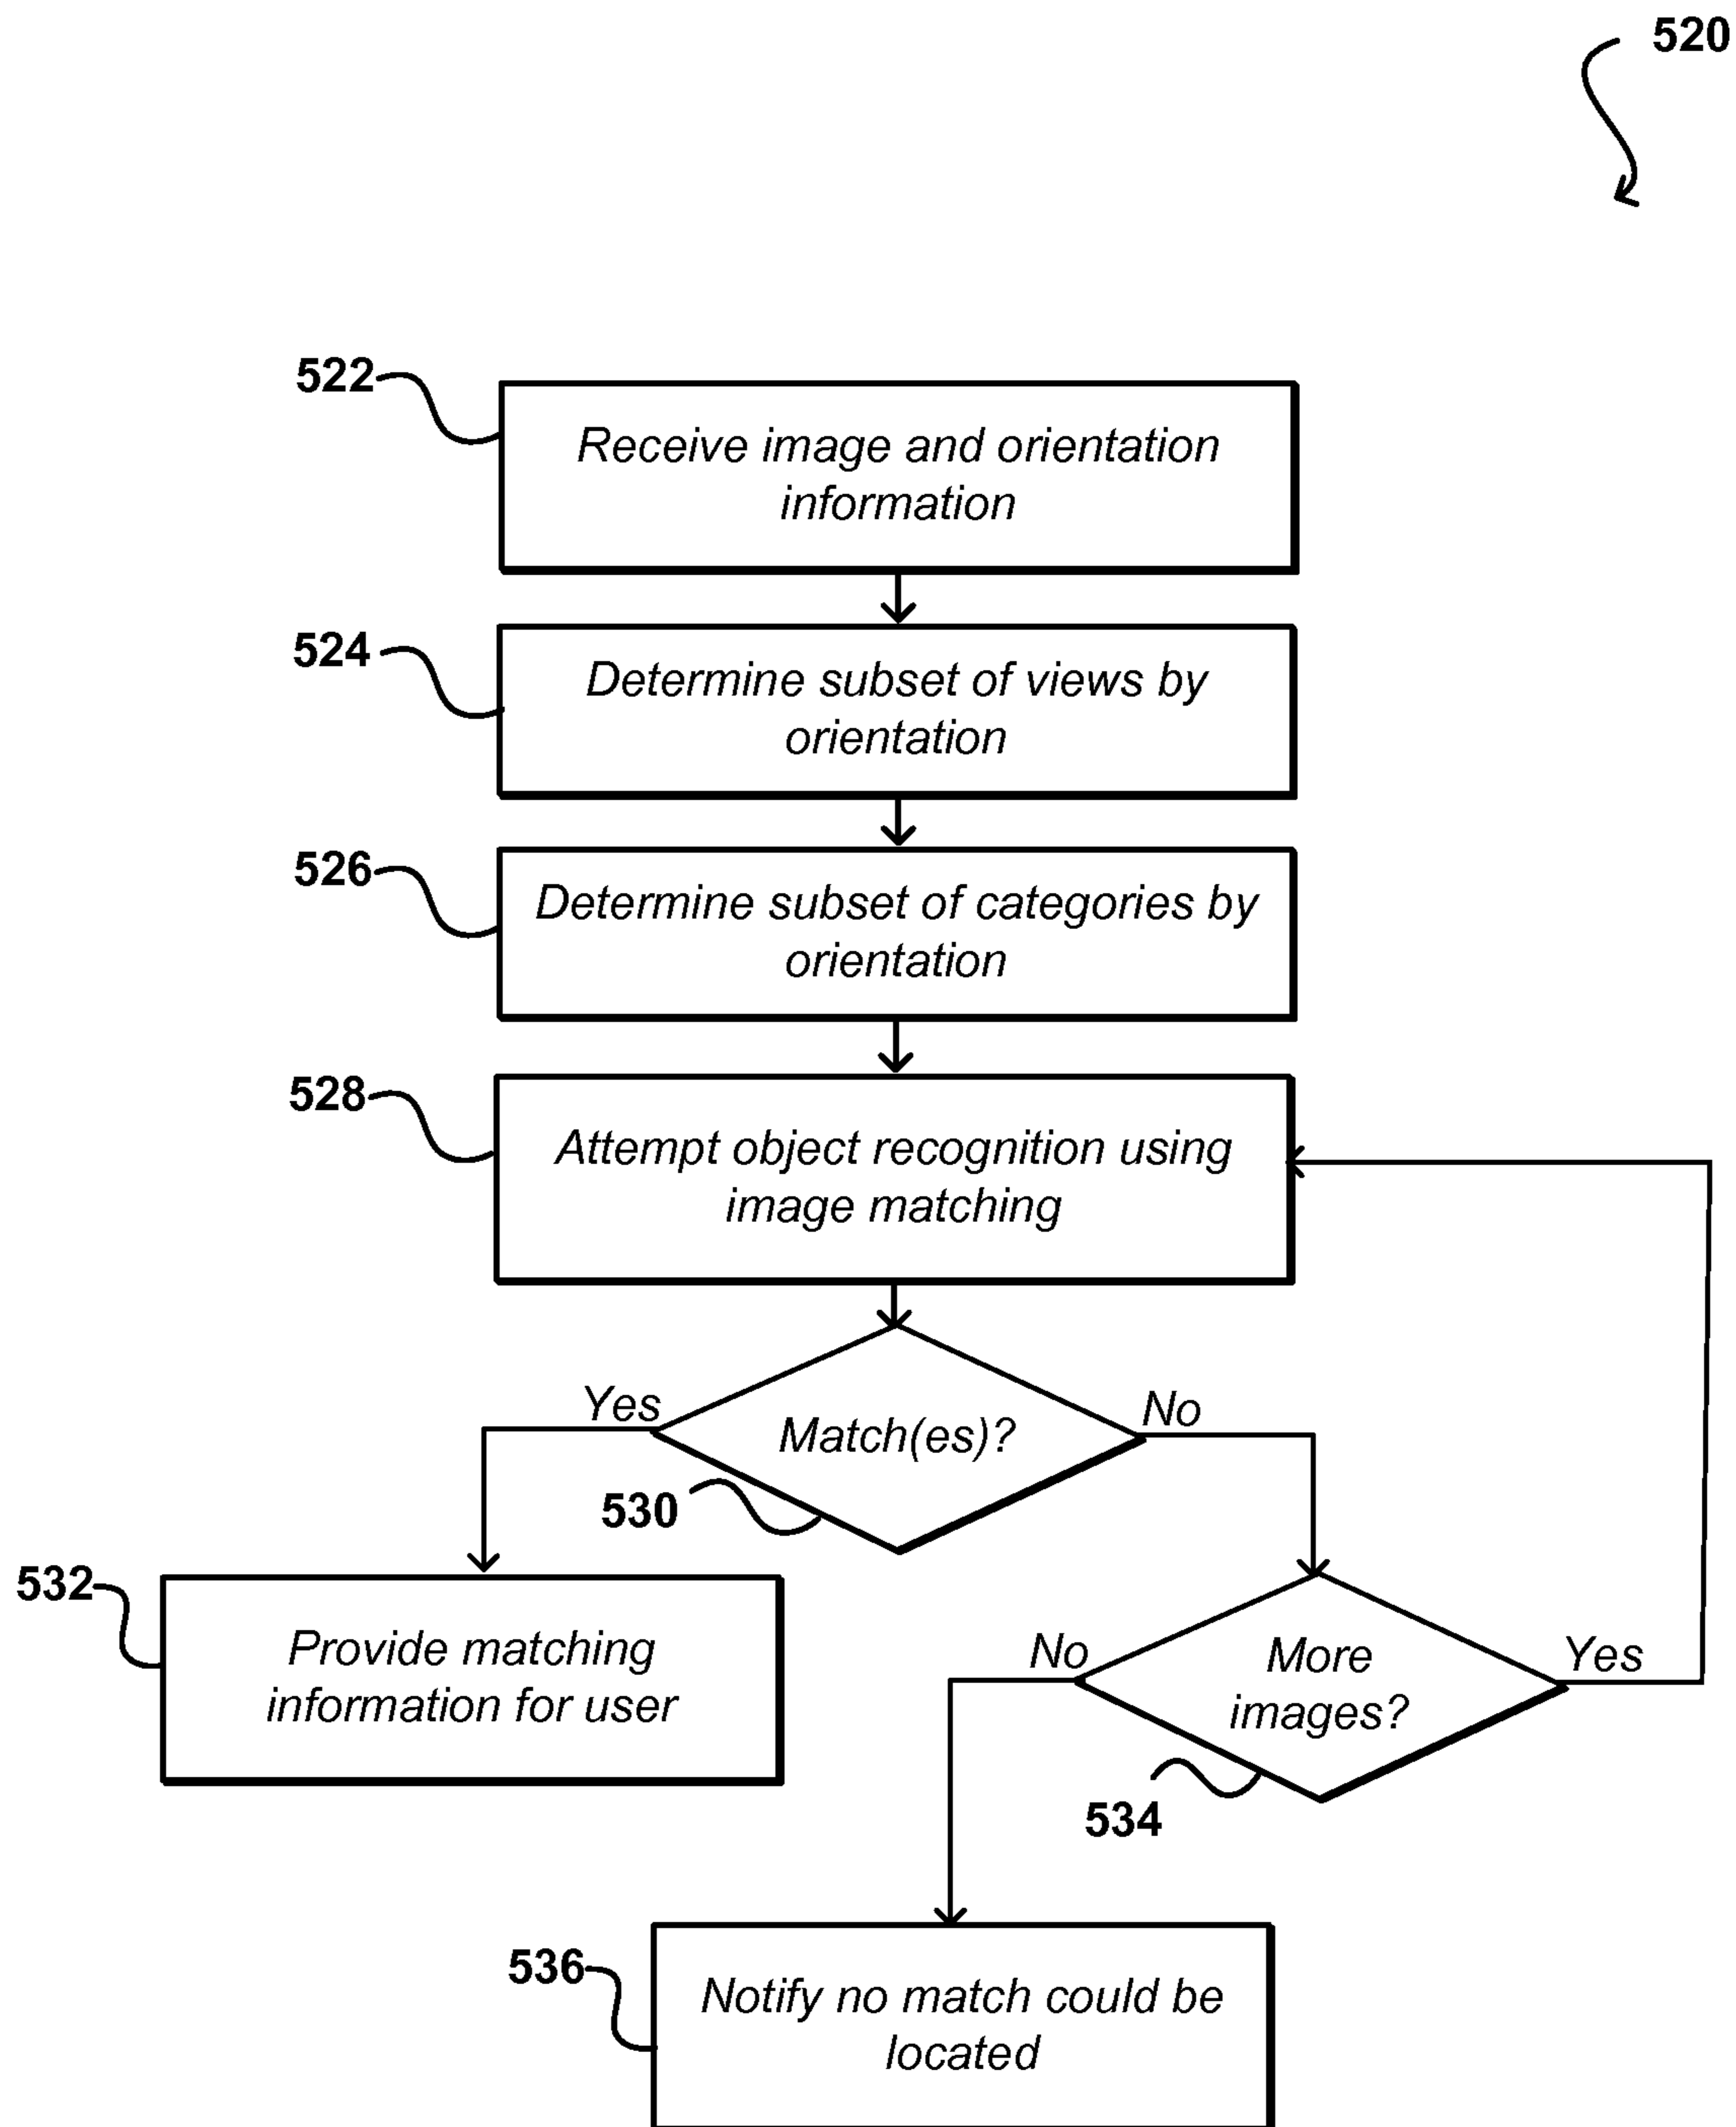 520
522
Receive image and orientation
information
524
Determine subset of views by
orientation
526
Determine subset of categories by
orientation
528
Attempt object recognition using
image matching
Yes
Match(es)?
No
530
532
Provide matching
information for user
No
More
images?
Yes
534
536
Notify no match could be
located